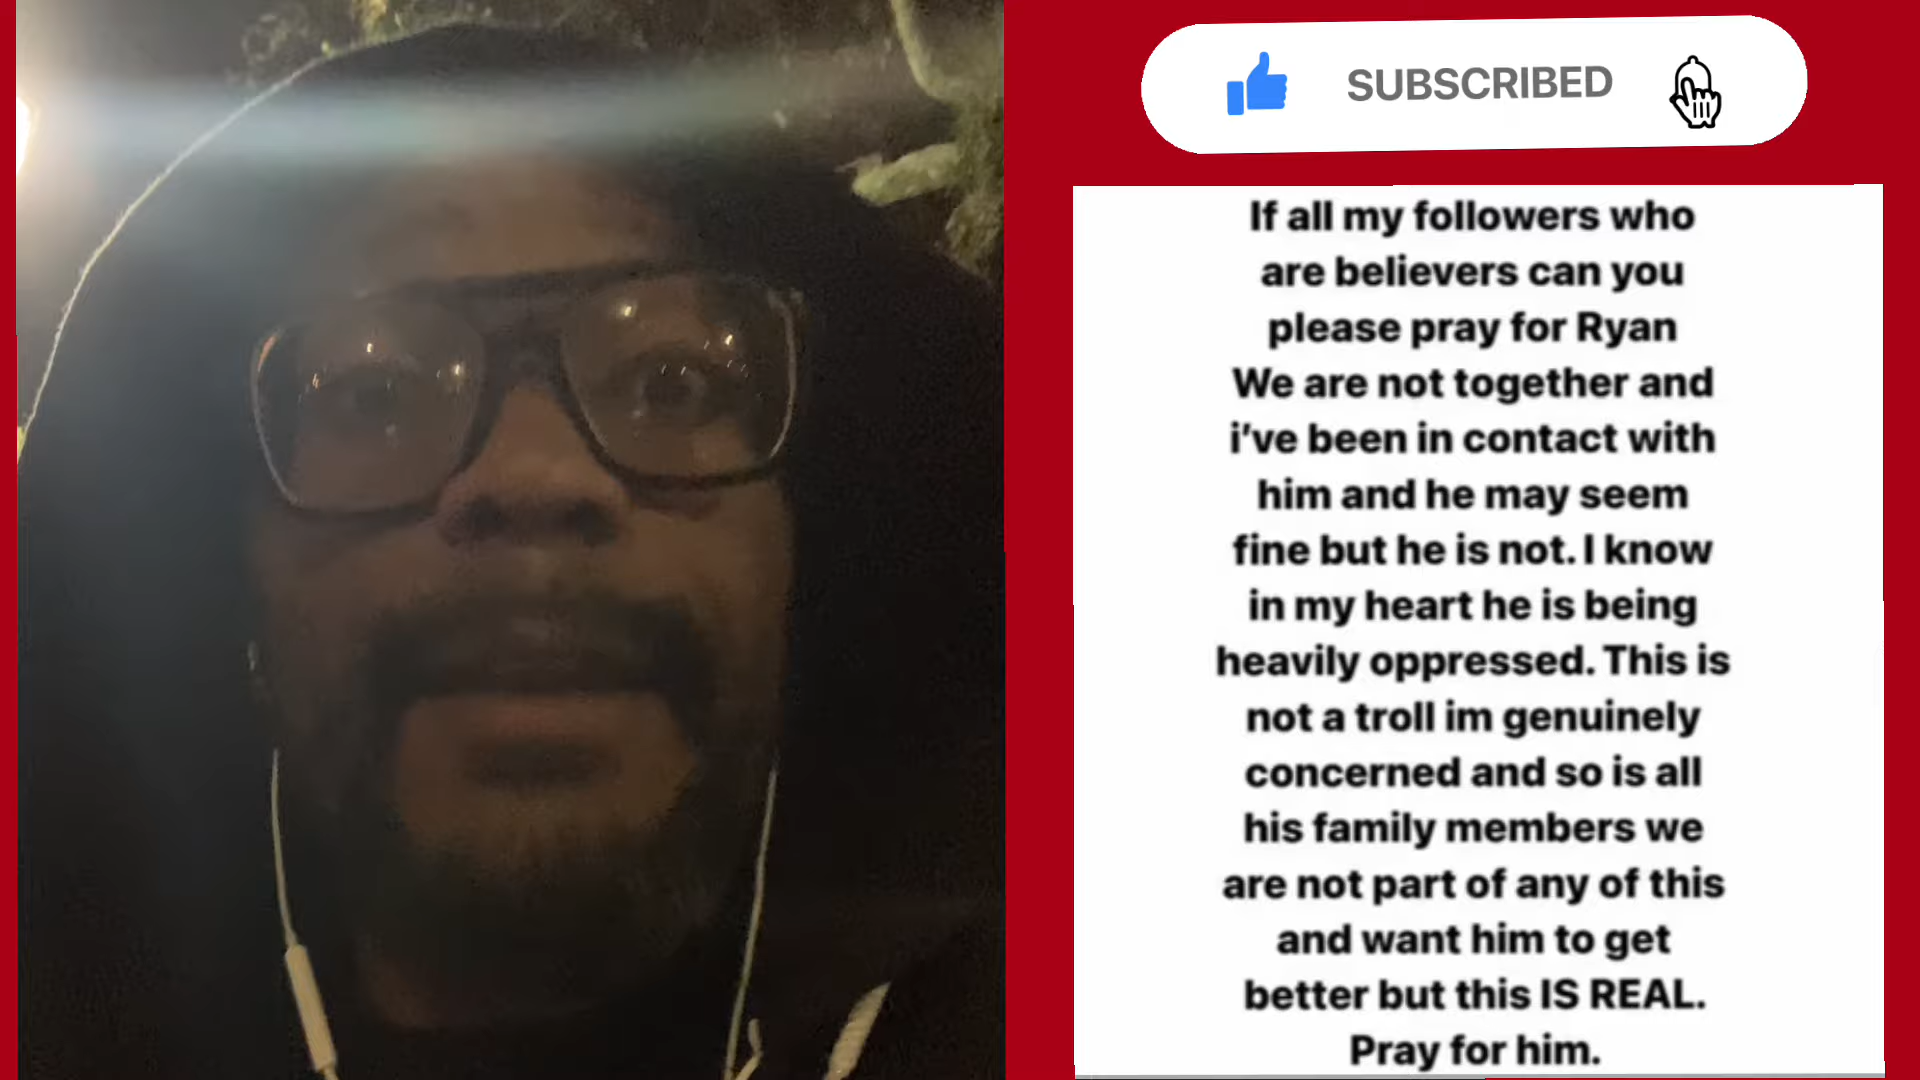 SUBSCRIBED
If all my followers who
are believers can you
please pray for Ryan
We are not together and
i've been in contact with
him and he may seem
fine but he is not. I know
in my heart he is being
heavily oppressed. This is
not a troll im genuinely
concerned and so is all
his family members we
are not part of any of this
and want him to get
better but this IS REAL.
Pray for him.